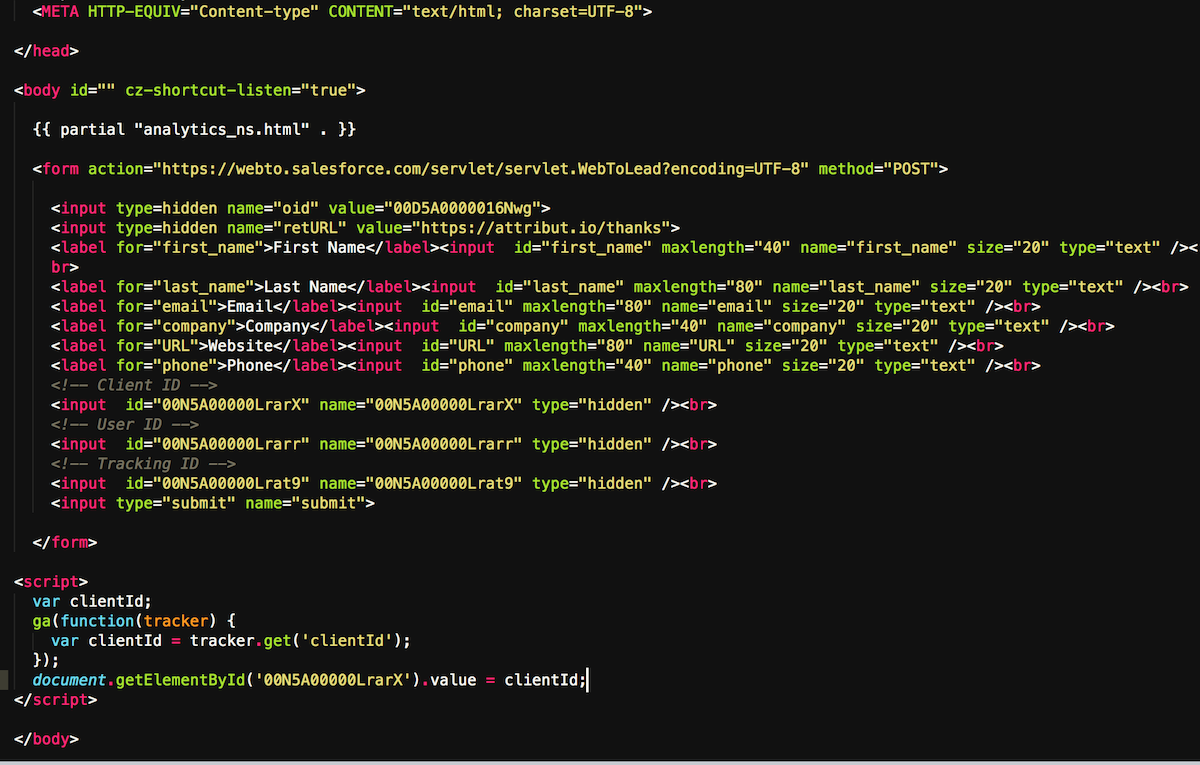 <META HTTP-EQUIV="Content-type" CONTENT="text/html; charset=UTF-8">
</head>
<body id="" cz-shortcut-listen="true">
{{ partial "analytics_ns.html" . }}
<form action="https://webto.salesforce.com/servlet/servlet.WebToLead?encoding=UTF-8" method="POST">
<input type=hidden name="oid" value="00D5A0000016Nwg">
<input type=hidden name="retURL" value="https://attribut.io/thanks">
<label for="first_name">First Name</label><input  id="first_name" maxlength="40" name="first_name" size="20" type="text" /><
br>
<label for="last_name">Last Name</label><input  id="last_name" maxlength="80" name="last_name" size="20" type="text" /><br>
<label for="email">Email</label><input  id="email" maxlength="80" name="email" size="20" type="text" /><br>
<label for="company">Company</label><input  id="company" maxlength="40" name="company" size="20" type="text" /><br>
<label for="URL">Website</label><input  id="URL" maxlength="80" name="URL" size="20" type="text" /><br>
<label for="phone">Phone</label><input  id="phone" maxlength="40" name="phone" size="20" type="text" /><br>
<!-- Client ID -->
<input  id="00N5A00000LrarX" name="00N5A00000LrarX" type="hidden" /><br>
<!-- User ID -->
<input  id="00N5A00000Lrarr" name="00N5A00000Lrarr" type="hidden" /><br>
<!-- Tracking ID -->
<input  id="00N5A00000Lrat9" name="00N5A00000Lrat9" type="hidden" /><br>
<input type="submit" name="submit">
</form>
<script>
var clientId;
ga(function(tracker) {
var clientId = tracker.get('clientId');
});
document.getElementById('00N5A00000LrarX').value = clientId;
</script>
</body>